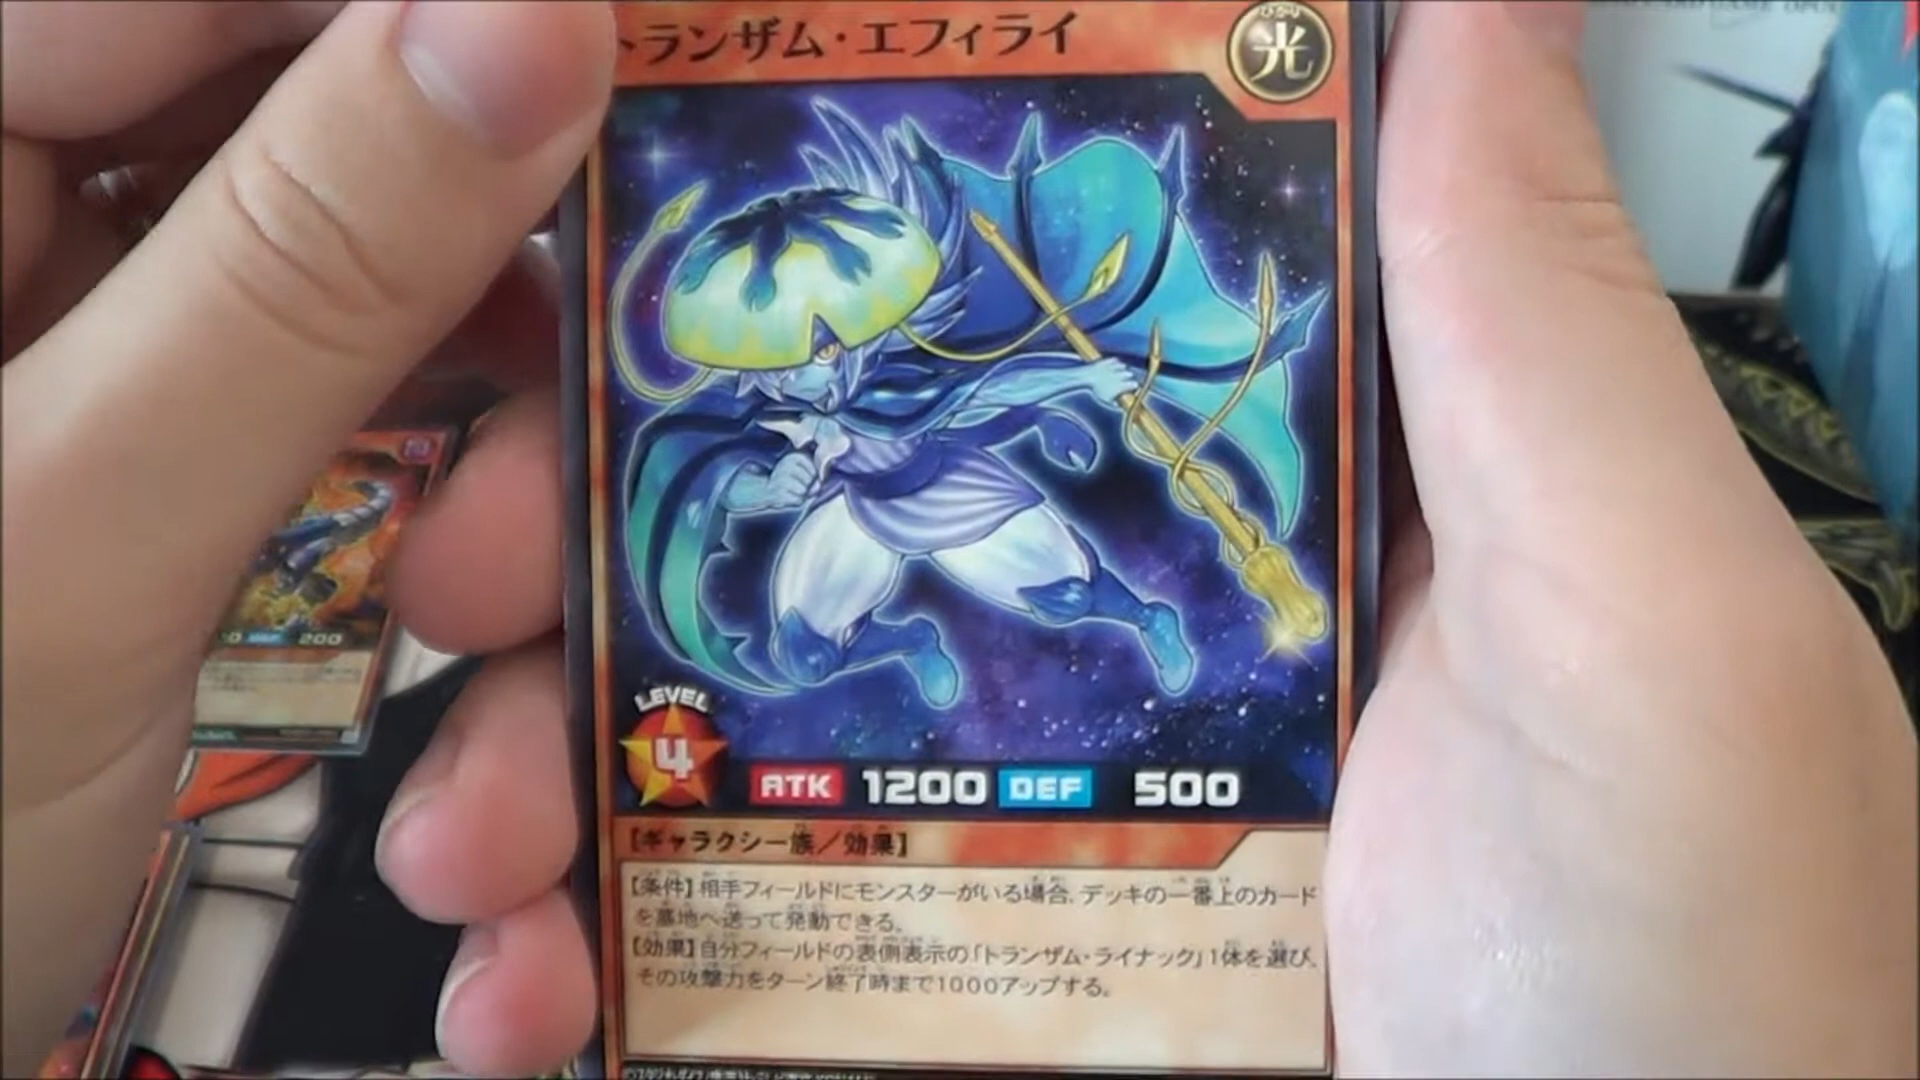 トランザム・エフィライ
光
LEVEL
4
ATK 1200 DEF 500
【ギャラクシー族／効果】
【条件】相手フィールドにモンスターがいる場合、デッキの一番上のカード
を墓地へ送って発動できる。
【効果】自分フィールドの表側表示の「トランザム・ライナック」1体を選び、
その攻撃力をターン終了時まで1000アップする。
DEF 200